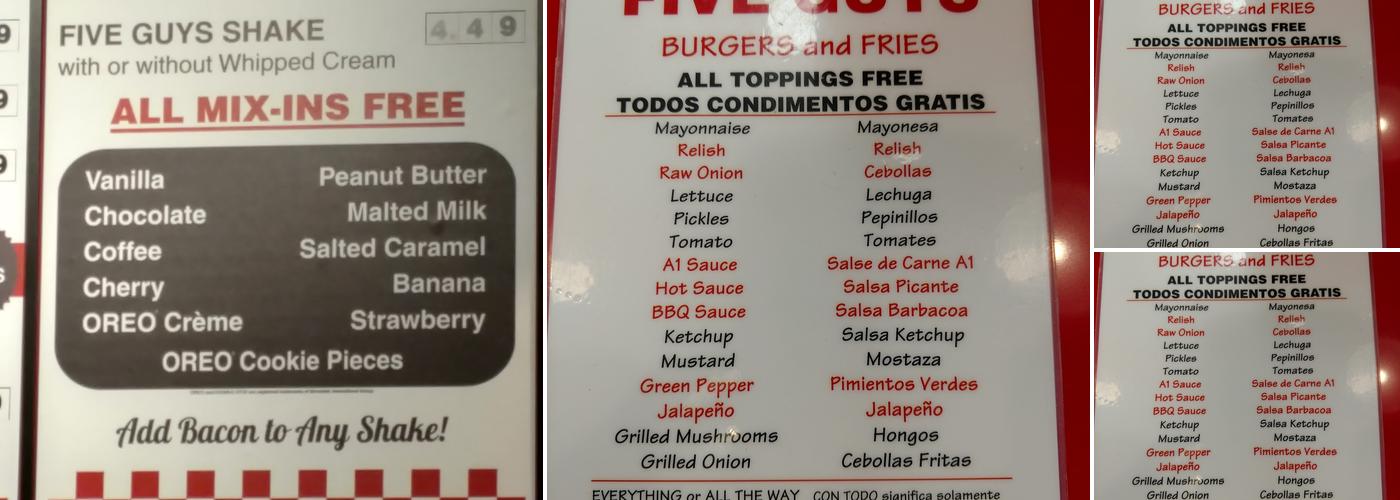 9
9
9
FIVE GUYS SHAKE 4.49
with or without Whipped Cream
ALL MIX-INS FREE
Vanilla Peanut Butter
Chocolate Malted Milk
Coffee Salted Caramel
Cherry Banana
OREO Crème Strawberry
OREO Cookie Pieces
Add Bacon to Any Shake!
FIVE GUYS
BURGERS and FRIES
ALL TOPPINGS FREE
TODOS CONDIMENTOS GRATIS
Mayonnaise Mayonesa
Relish Relish
Raw Onion Cebollas
Lettuce Lechuga
Pickles Pepinillos
Tomato Tomates
A1 Sauce Salse de Carne A1
Hot Sauce Salsa Picante
BBQ Sauce Salsa Barbacoa
Ketchup Salsa Ketchup
Mustard Mostaza
Green Pepper Pimientos Verdes
Jalapeño Jalapeño
Grilled Mushrooms Hongos
Grilled Onion Cebollas Fritas
EVERYTHING or ALL THE WAY CON TODO significa solamente
BURGERS and FRIES
ALL TOPPINGS FREE
TODOS CONDIMENTOS GRATIS
Mayonnaise Mayonesa
Relish Relish
Raw Onion Cebollas
Lettuce Lechuga
Pickles Pepinillos
Tomato Tomates
A1 Sauce Salse de Carne A1
Hot Sauce Salsa Picante
BBQ Sauce Salsa Barbacoa
Ketchup Salsa Ketchup
Mustard Mostaza
Green Pepper Pimientos Verdes
Jalapeño Jalapeño
Grilled Mushrooms Hongos
Grilled Onion Cebollas Fritas
BURGERS and FRIES
ALL TOPPINGS FREE
TODOS CONDIMENTOS GRATIS
Mayonnaise Mayonesa
Relish Relish
Raw Onion Cebollas
Lettuce Lechuga
Pickles Pepinillos
Tomato Tomates
A1 Sauce Salse de Carne A1
Hot Sauce Salsa Picante
BBQ Sauce Salsa Barbacoa
Ketchup Salsa Ketchup
Mustard Mostaza
Green Pepper Pimientos Verdes
Jalapeño Jalapeño
Grilled Mushrooms Hongos
Grilled Onion Cebollas Fritas